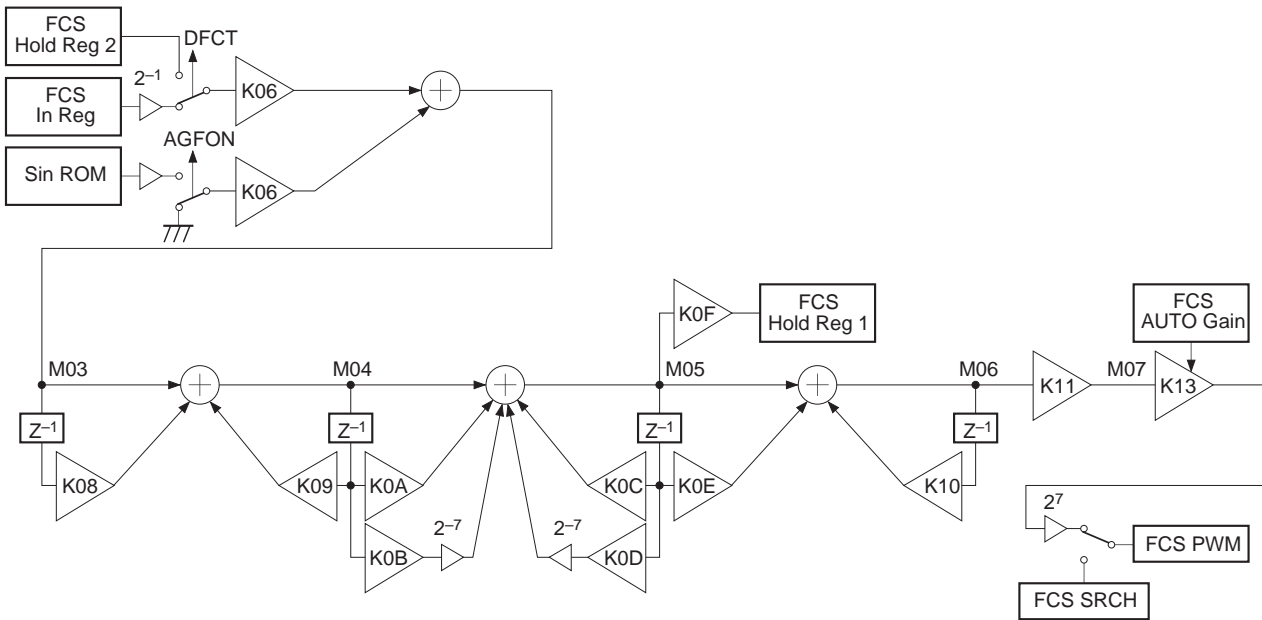 FCS
Hold Reg 2
DFCT
2⁻¹
FCS
In Reg
K06
AGFON
Sin ROM
K06
K0F
FCS
Hold Reg 1
FCS
AUTO Gain
M03
M04
M05
M06
K11
M07
K13
Z⁻¹
Z⁻¹
Z⁻¹
Z⁻¹
K08
K09
K0A
K0C
K0E
K10
K0B
2⁻⁷
2⁻⁷
K0D
2⁷
FCS PWM
FCS SRCH